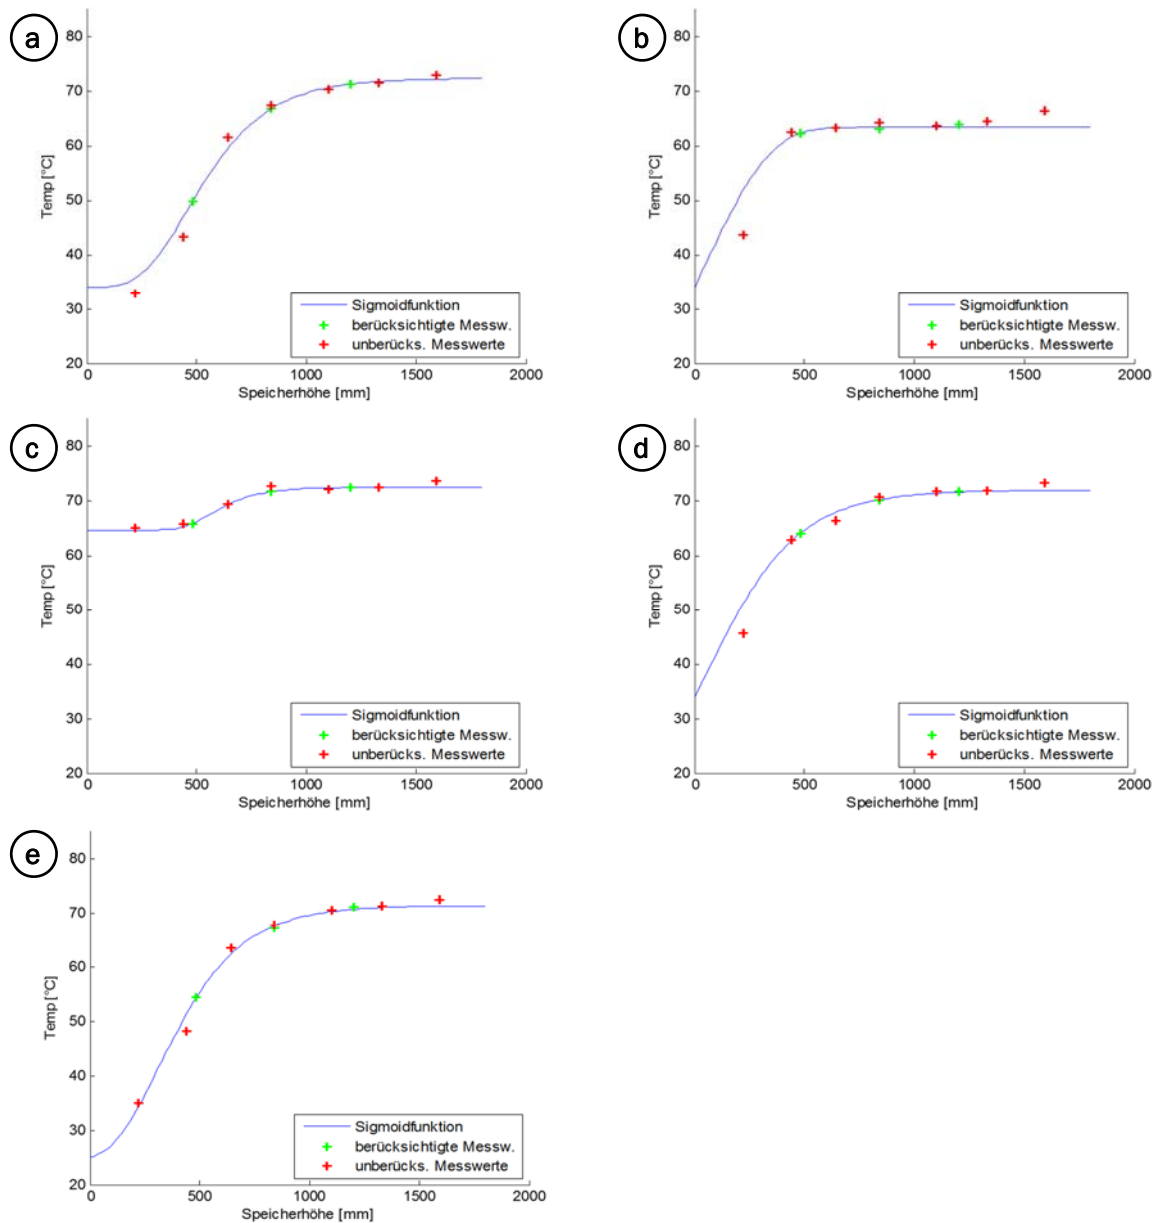 a
80
70
60
50
40
30
20
Temp [°C]
0 500 1000 1500 2000
Speicherhöhe [mm]
Sigmoidfunktion
berücksichtigte Messw.
unberücks. Messwerte
b
80
70
60
50
40
30
20
Temp [°C]
0 500 1000 1500 2000
Speicherhöhe [mm]
Sigmoidfunktion
berücksichtigte Messw.
unberücks. Messwerte
c
80
70
60
50
40
30
20
Temp [°C]
0 500 1000 1500 2000
Speicherhöhe [mm]
Sigmoidfunktion
berücksichtigte Messw.
unberücks. Messwerte
d
80
70
60
50
40
30
20
Temp [°C]
0 500 1000 1500 2000
Speicherhöhe [mm]
Sigmoidfunktion
berücksichtigte Messw.
unberücks. Messwerte
e
80
70
60
50
40
30
20
Temp [°C]
0 500 1000 1500 2000
Speicherhöhe [mm]
Sigmoidfunktion
berücksichtigte Messw.
unberücks. Messwerte